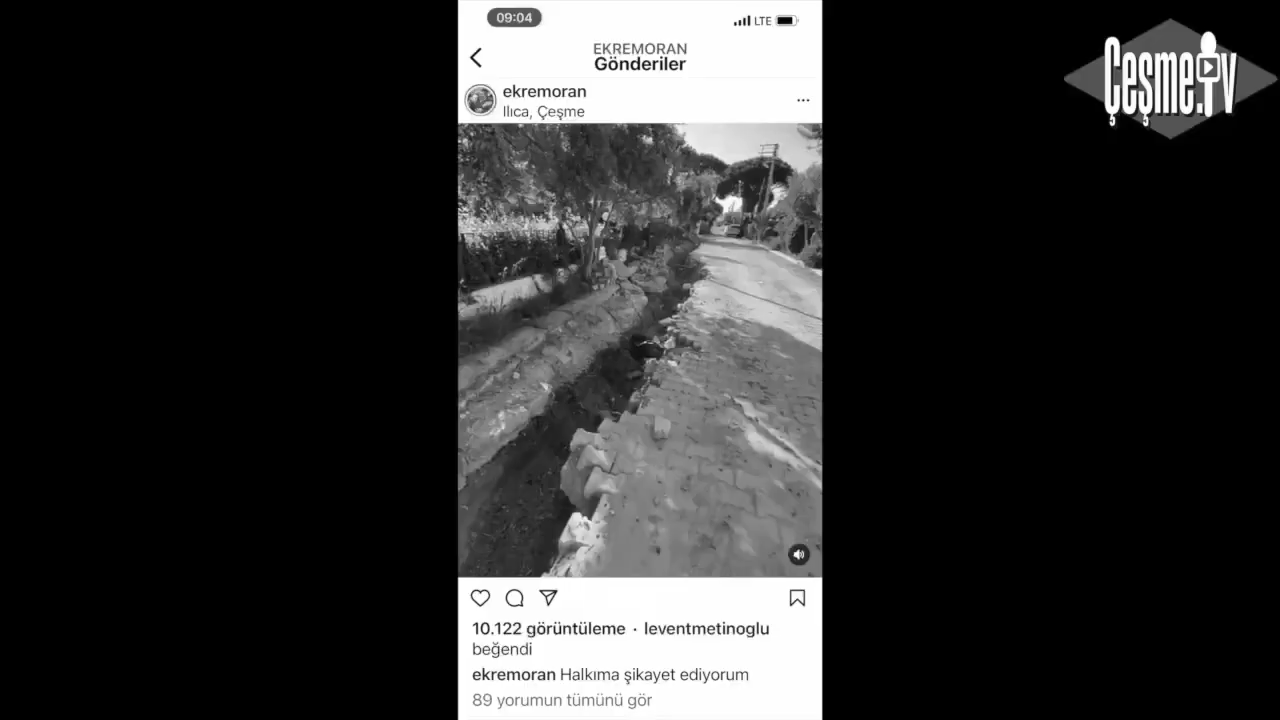 09:04
LTE
EKREMORAN
Gönderiler
ekremoran
Ilıca, Çeşme
Çeşme.tv
10.122 görüntüleme · leventmetinoglu
beğendi
ekremoran Halkıma şikayet ediyorum
89 yorumun tümünü gör